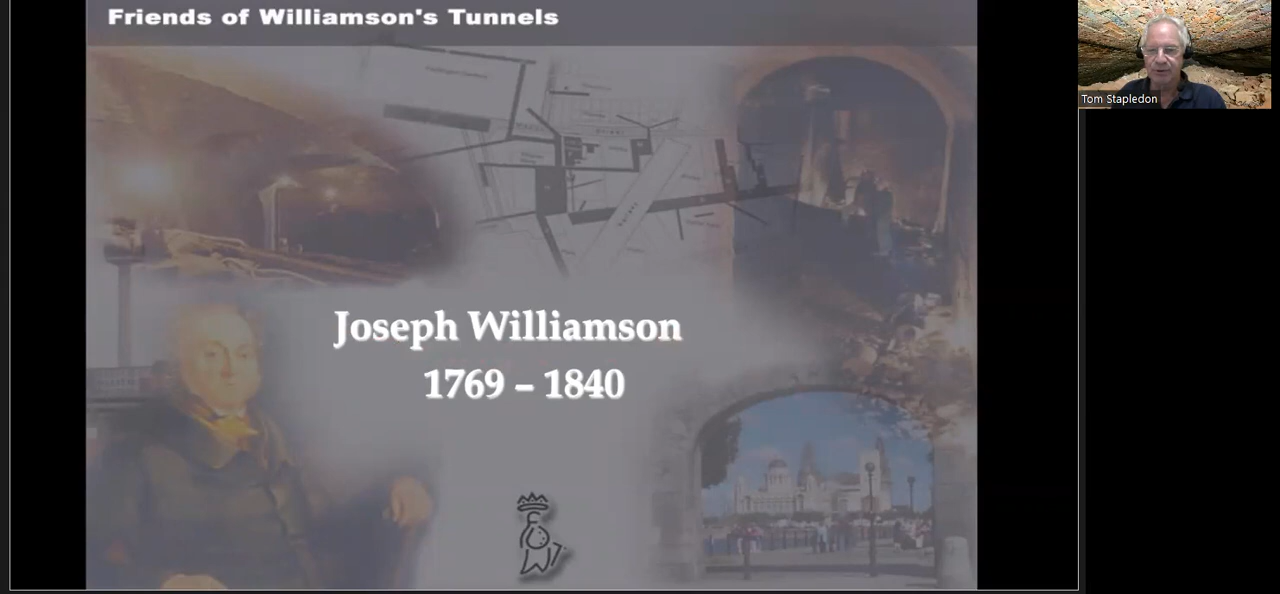 Friends of Williamson's Tunnels
Joseph Williamson
1769 – 1840
Tom Stapledon